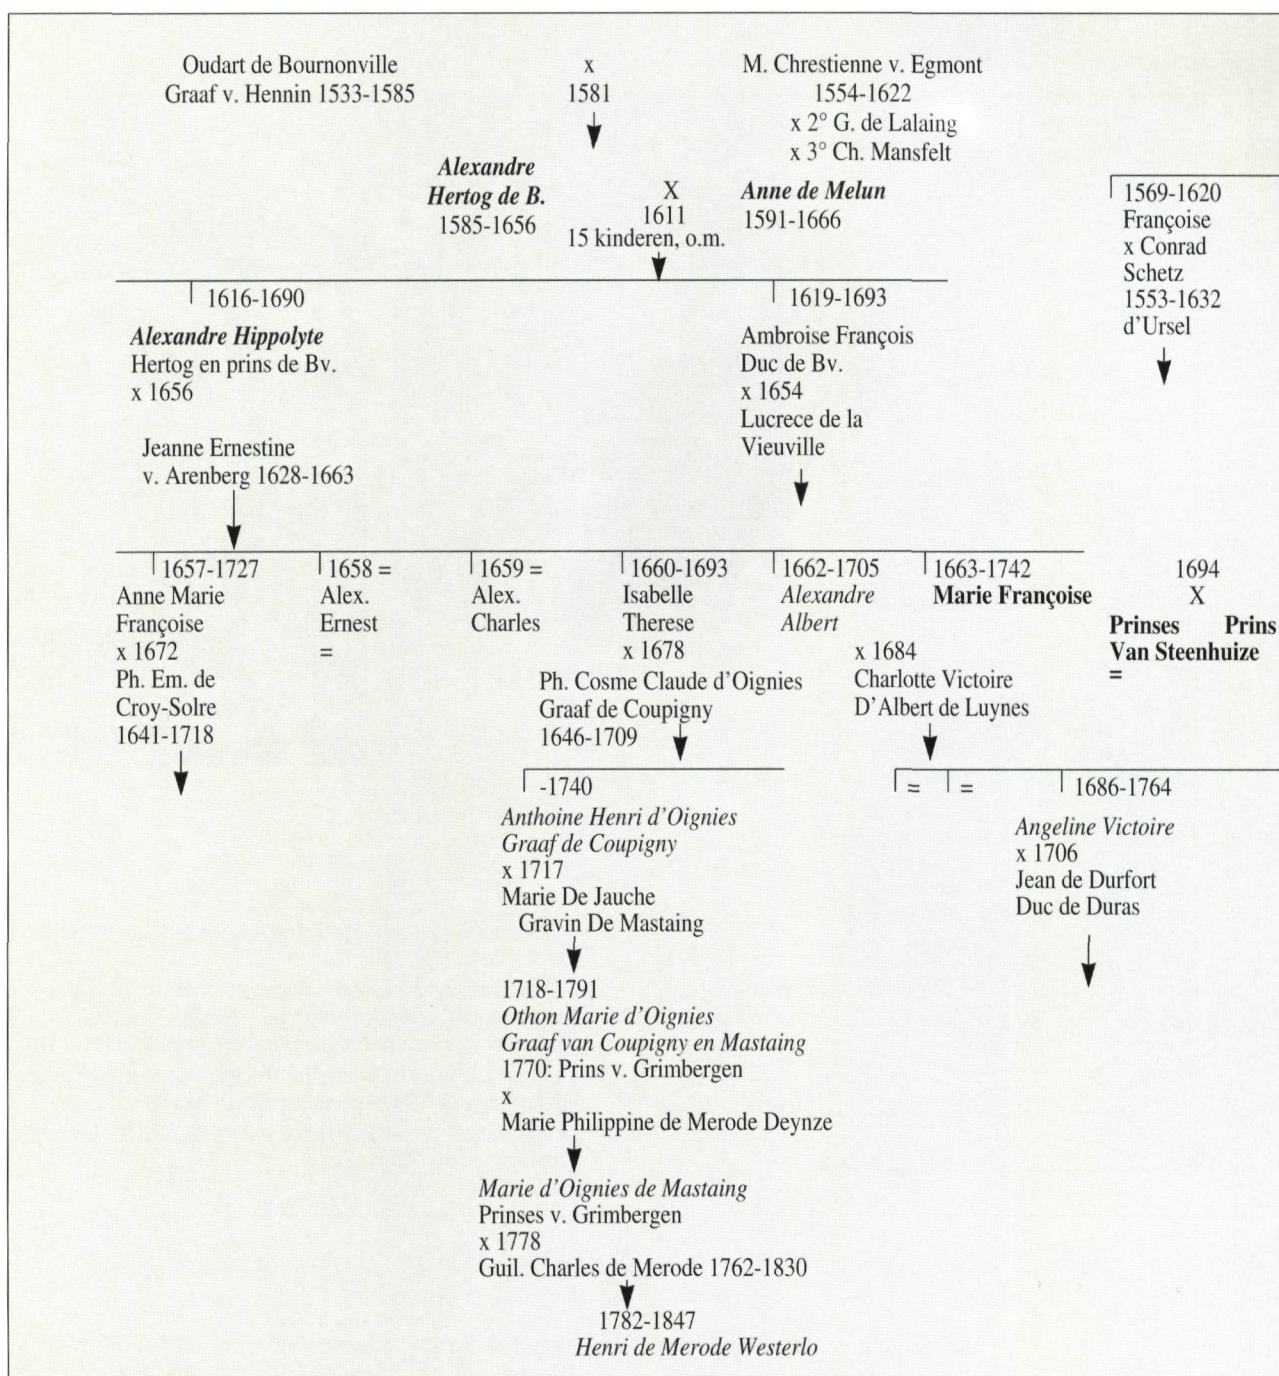 Oudart de Bournonville
Graaf v. Hennin 1533-1585
x
1581
M. Chrestienne v. Egmont
1554-1622
x 2° G. de Lalaing
x 3° Ch. Mansfelt
Alexandre
Hertog de B.
1585-1656
X
1611
15 kinderen, o.m.
Anne de Melun
1591-1666
1569-1620
Françoise
x Conrad
Schetz
1553-1632
d'Ursel
1616-1690
Alexandre Hippolyte
Hertog en prins de Bv.
x 1656
Jeanne Ernestine
v. Arenberg 1628-1663
1619-1693
Ambroise François
Duc de Bv.
x 1654
Lucrece de la
Vieuville
1657-1727
Anne Marie
Françoise
x 1672
Ph. Em. de
Croy-Solre
1641-1718
1658 =
Alex.
Ernest
=
1659 =
Alex.
Charles
1660-1693
Isabelle
Therese
x 1678
Ph. Cosme Claude d'Oignies
Graaf de Coupigny
1646-1709
1662-1705
Alexandre
Albert
x 1684
Charlotte Victoire
D'Albert de Luynes
1663-1742
Marie Françoise
1694
X
Prinses Prins
Van Steenhuize
=
-1740
Anthoine Henri d'Oignies
Graaf de Coupigny
x 1717
Marie De Jauche
Gravin De Mastaing
= =
1686-1764
Angeline Victoire
x 1706
Jean de Durfort
Duc de Duras
1718-1791
Othon Marie d'Oignies
Graaf van Coupigny en Mastaing
1770: Prins v. Grimbergen
x
Marie Philippine de Merode Deynze
Marie d'Oignies de Mastaing
Prinses v. Grimbergen
x 1778
Guil. Charles de Merode 1762-1830
1782-1847
Henri de Merode Westerlo